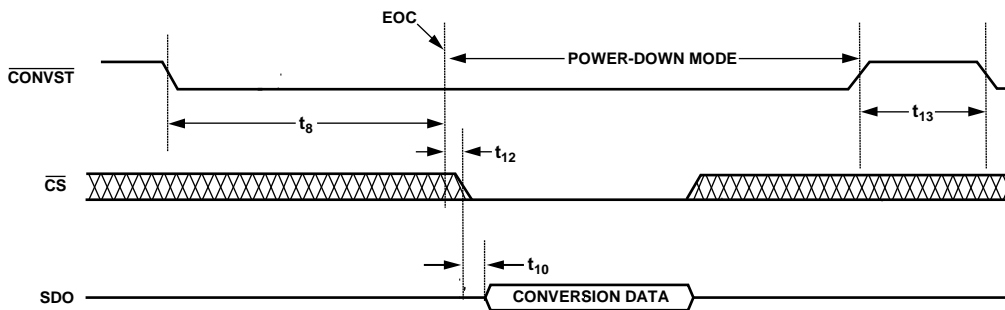 EOC
POWER-DOWN MODE
CONVST
t8
t13
t12
CS
t10
SDO
CONVERSION DATA